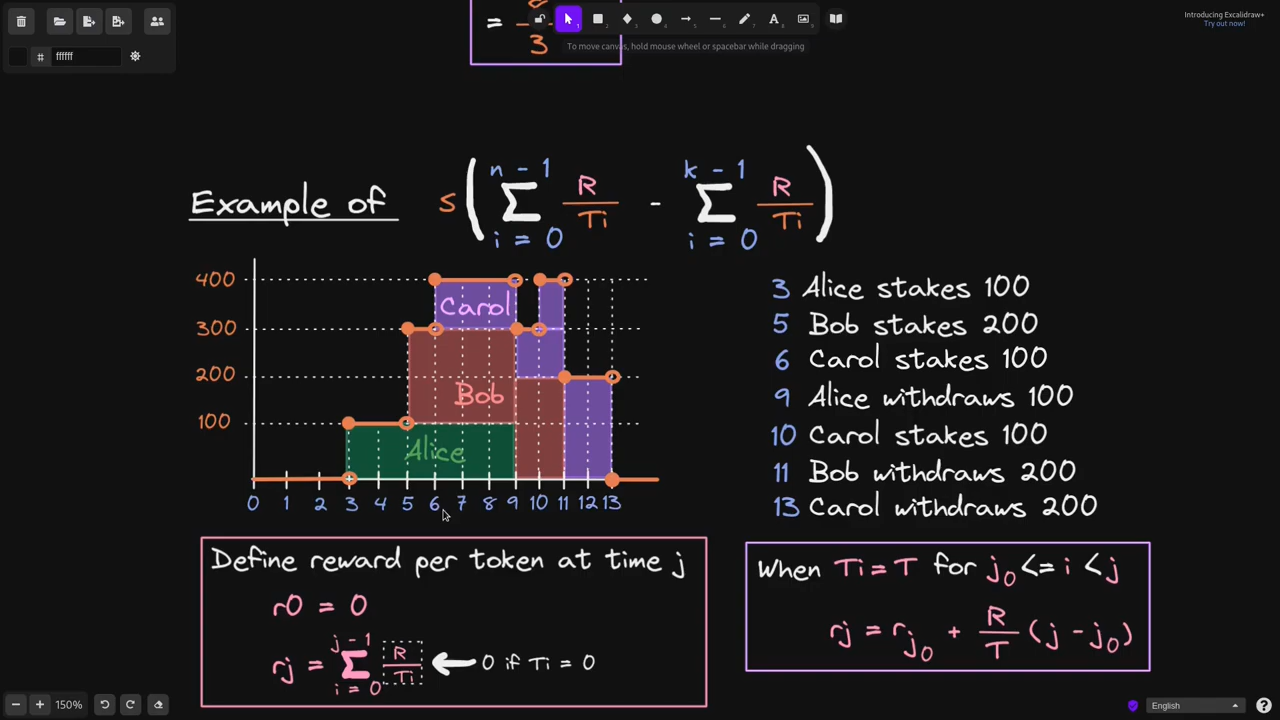 Introducing Excalidraw+
Try out now!
To move canvas, hold mouse wheel or spacebar while dragging
# ffffff
=
3
Example of
s ( n - 1 Σ i = 0 R Ti - k - 1 Σ i = 0 R Ti )
400
300
200
100
Carol
Bob
Alice
0 1 2 3 4 5 6 7 8 9 10 11 12 13
3 Alice stakes 100
5 Bob stakes 200
6 Carol stakes 100
9 Alice withdraws 100
10 Carol stakes 100
11 Bob withdraws 200
13 Carol withdraws 200
Define reward per token at time j
r0 = 0
rj = j - 1 Σ i = 0 R Ti 0 if Ti = 0
When Ti = T for j0 <= i < j
rj = rj0 + R T (j - j0)
150%
English